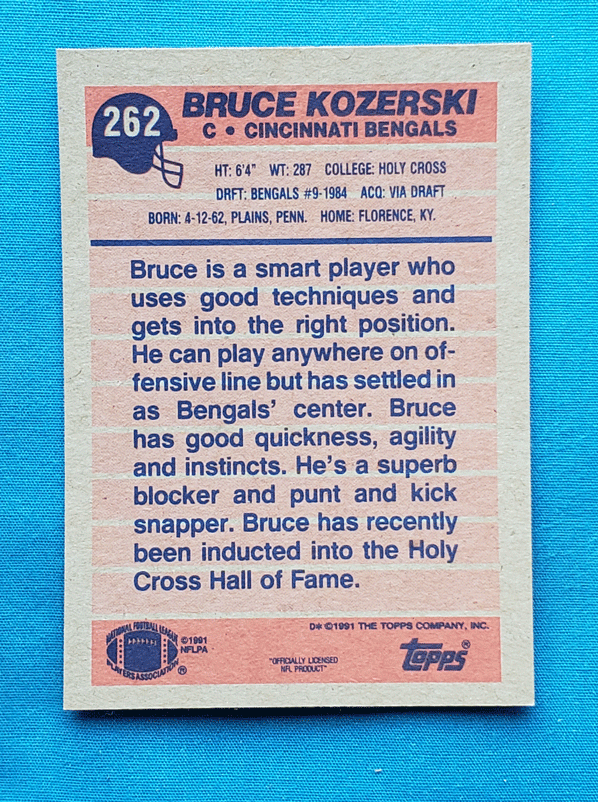 262
BRUCE KOZERSKI
C • CINCINNATI BENGALS
HT: 6'4" WT: 287 COLLEGE: HOLY CROSS
DRFT: BENGALS #9-1984 ACQ: VIA DRAFT
BORN: 4-12-62, PLAINS, PENN. HOME: FLORENCE, KY.
Bruce is a smart player who
uses good techniques and
gets into the right position.
He can play anywhere on of-
fensive line but has settled in
as Bengals' center. Bruce
has good quickness, agility
and instincts. He's a superb
blocker and punt and kick
snapper. Bruce has recently
been inducted into the Holy
Cross Hall of Fame.
D* ©1991 THE TOPPS COMPANY, INC.
NATIONAL FOOTBALL LEAGUE
PLAYERS ASSOCIATION ®
©1991
NFLPA
"OFFICIALLY LICENSED
NFL PRODUCT"
TOPPS®